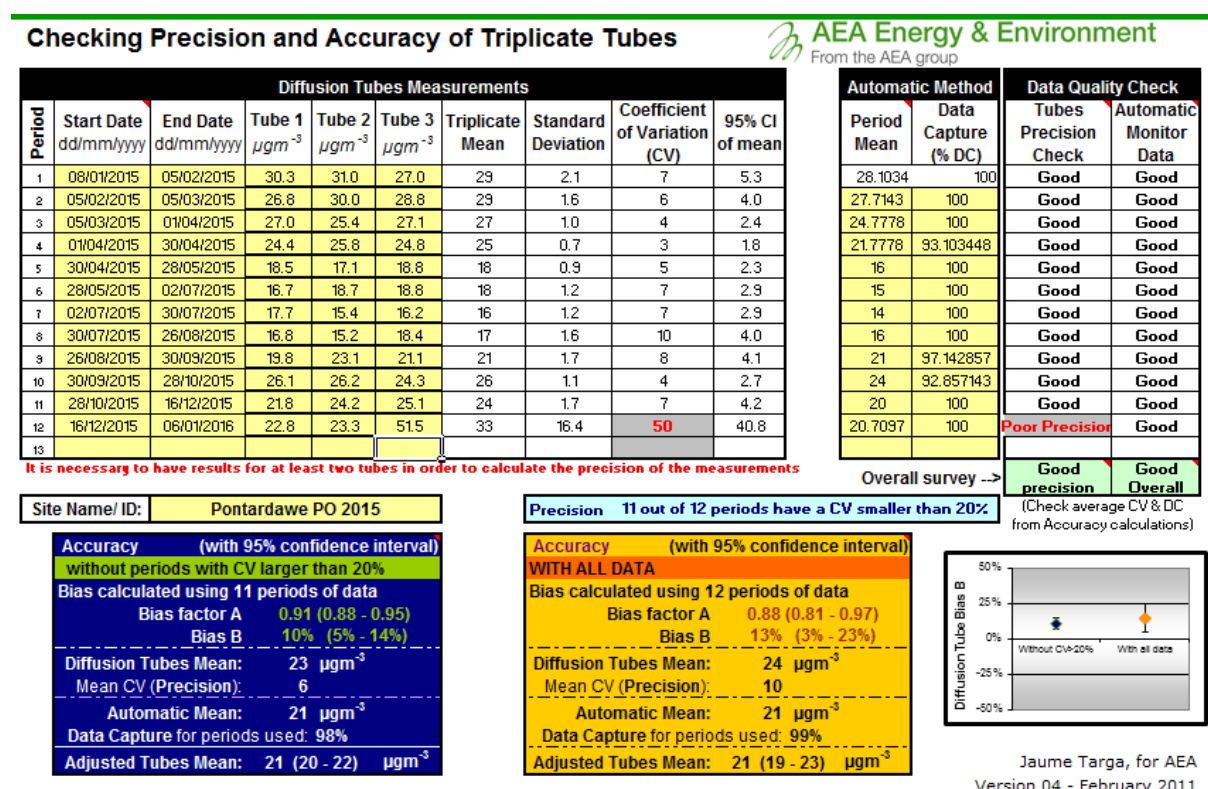 Checking Precision and Accuracy of Triplicate Tubes
AEA Energy & Environment
From the AEA group
Diffusion Tubes Measurements
Automatic Method
Data Quality Check
Period
Start Date dd/mm/yyyy
End Date dd/mm/yyyy
Tube 1 µgm-3
Tube 2 µgm-3
Tube 3 µgm-3
Triplicate Mean
Standard Deviation
Coefficient of Variation (CV)
95% CI of mean
Period Mean
Data Capture (% DC)
Tubes Precision Check
Automatic Monitor Data
1 08/01/2015 05/02/2015 30.3 31.0 27.0 29 2.1 7 5.3 28.1034 100 Good Good
2 05/02/2015 05/03/2015 26.8 30.0 28.8 29 1.6 6 4.0 27.7143 100 Good Good
3 05/03/2015 01/04/2015 27.0 25.4 27.1 27 1.0 4 2.4 24.7778 100 Good Good
4 01/04/2015 30/04/2015 24.4 25.8 24.8 25 0.7 3 1.8 21.7778 93.103448 Good Good
5 30/04/2015 28/05/2015 18.5 17.1 18.8 18 0.9 5 2.3 16 100 Good Good
6 28/05/2015 02/07/2015 16.7 18.7 18.8 18 1.2 7 2.9 15 100 Good Good
7 02/07/2015 30/07/2015 17.7 15.4 16.2 16 1.2 7 2.9 14 100 Good Good
8 30/07/2015 26/08/2015 16.8 15.2 18.4 17 1.6 10 4.0 16 100 Good Good
9 26/08/2015 30/09/2015 19.8 23.1 21.1 21 1.7 8 4.1 21 97.142857 Good Good
10 30/09/2015 28/10/2015 26.1 26.2 24.3 26 1.1 4 2.7 24 92.857143 Good Good
11 28/10/2015 16/12/2015 21.8 24.2 25.1 24 1.7 7 4.2 20 100 Good Good
12 16/12/2015 06/01/2016 22.8 23.3 51.5 33 16.4 50 40.8 20.7097 100 Poor Precision Good
13
It is necessary to have results for at least two tubes in order to calculate the precision of the measurements
Overall survey -->
Good precision
Good Overall
Site Name/ ID: Pontardawe PO 2015
Precision 11 out of 12 periods have a CV smaller than 20%
(Check average CV & DC
from Accuracy calculations)
Accuracy (with 95% confidence interval)
without periods with CV larger than 20%
Bias calculated using 11 periods of data
Bias factor A 0.91 (0.88 - 0.95)
Bias B 10% (5% - 14%)
Diffusion Tubes Mean: 23 µgm-3
Mean CV (Precision): 6
Automatic Mean: 21 µgm-3
Data Capture for periods used: 98%
Adjusted Tubes Mean: 21 (20 - 22) µgm-3
Accuracy (with 95% confidence interval)
WITH ALL DATA
Bias calculated using 12 periods of data
Bias factor A 0.88 (0.81 - 0.97)
Bias B 13% (3% - 23%)
Diffusion Tubes Mean: 24 µgm-3
Mean CV (Precision): 10
Automatic Mean: 21 µgm-3
Data Capture for periods used: 99%
Adjusted Tubes Mean: 21 (19 - 23) µgm-3
Diffusion Tube Bias B
50%
25%
0%
-25%
-50%
Without CV>20%
With all data
Jaume Targa, for AEA
Version 04 - February 2011